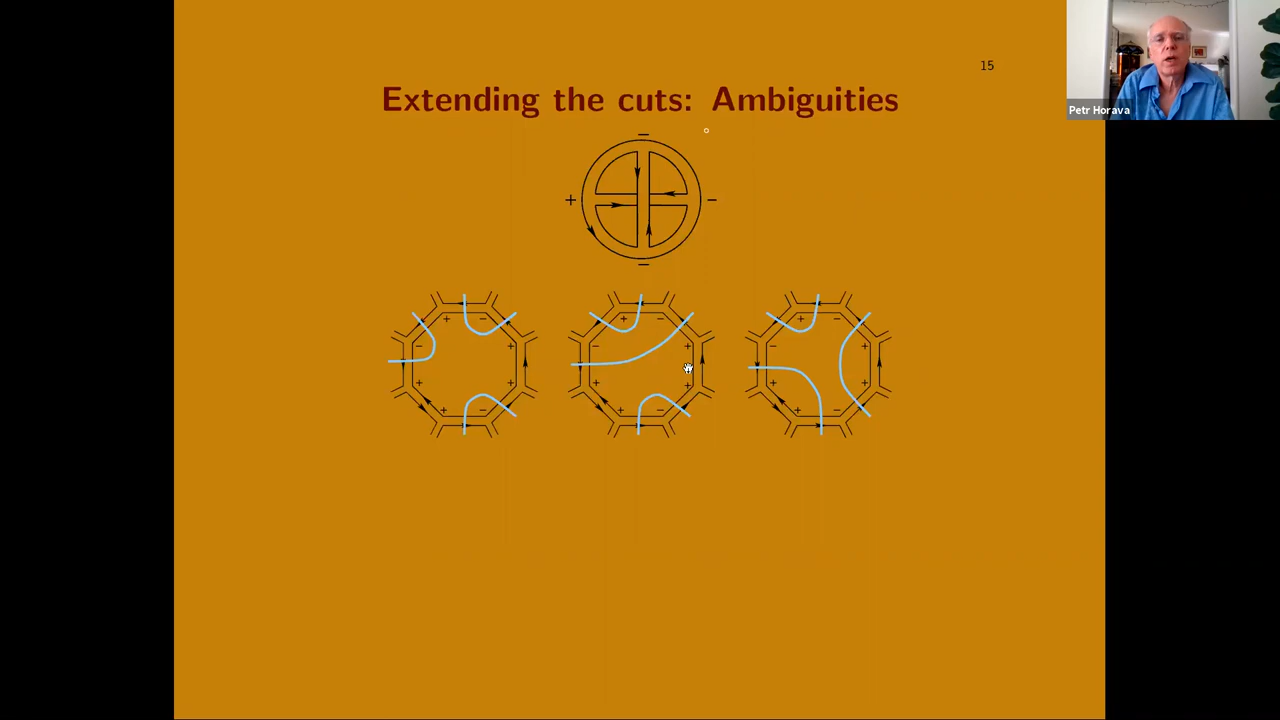 15
Petr Horava
Extending the cuts: Ambiguities
−
+ −
−
+ − + − + −
− + − + − +
+ + + + + +
+ − + − + −